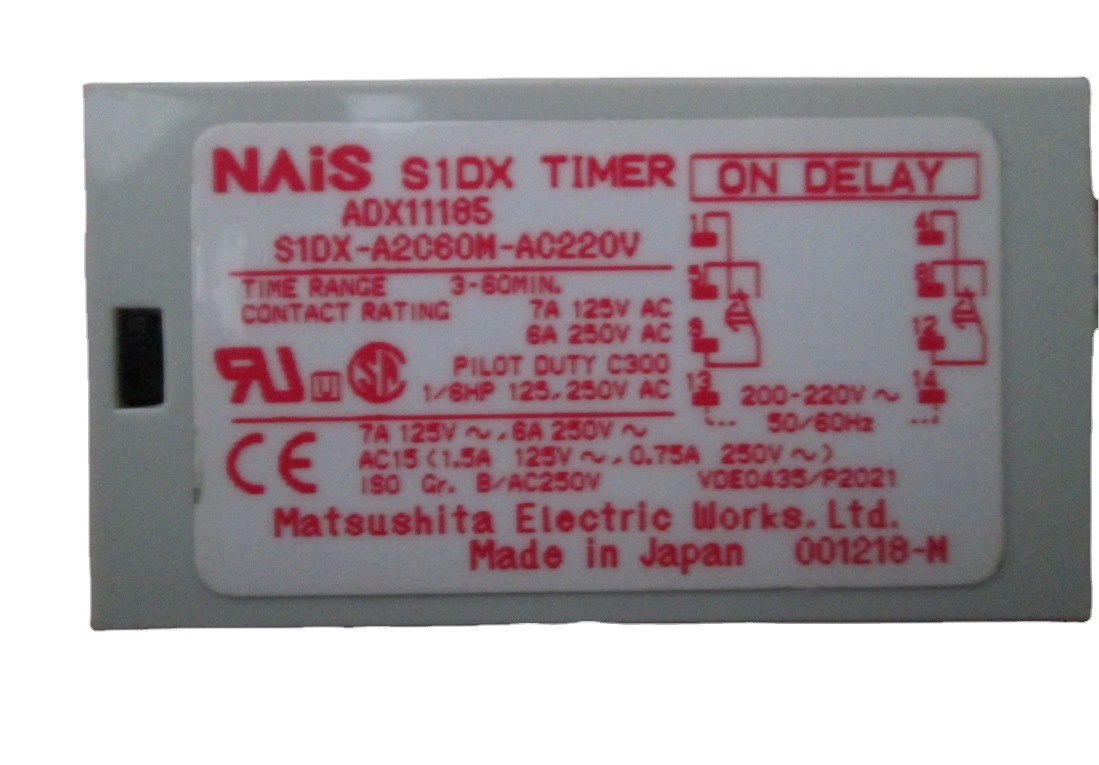 NAiS S1DX TIMER ON DELAY
ADX11185
S1DX-A2C60M-AC220V
TIME RANGE 3-60MIN.
CONTACT RATING 7A 125V AC
6A 250V AC
PILOT DUTY C300
1/6HP 125,250V AC
1 4
5 8
9 12
13 14
200-220V ~
50/60Hz
CE
7A 125V ~, 6A 250V ~
AC15 (1.5A 125V ~, 0.75A 250V ~)
ISO Gr. B/AC250V VDE0435/P2021
Matsushita Electric Works, Ltd.
Made in Japan 001218-M